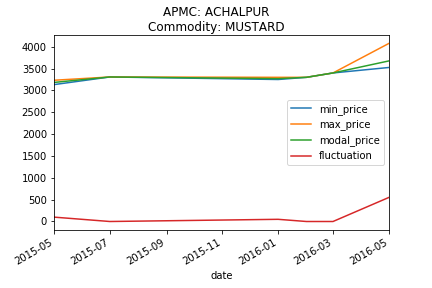 APMC: ACHALPUR
Commodity: MUSTARD
4000
3500
3000
2500
2000
1500
1000
500
0
min_price
max_price
modal_price
fluctuation
2015-05
2015-07
2015-09
2015-11
2016-01
2016-03
2016-05
date